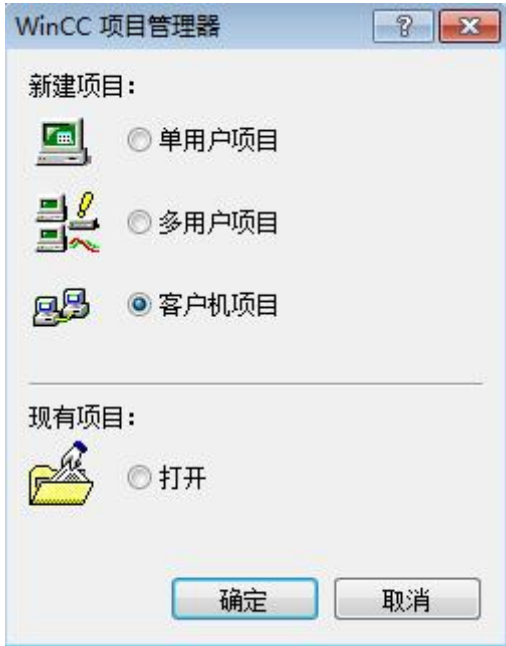 WinCC 项目管理器
新建项目:
单用户项目
多用户项目
客户机项目
现有项目:
打开
确定 取消